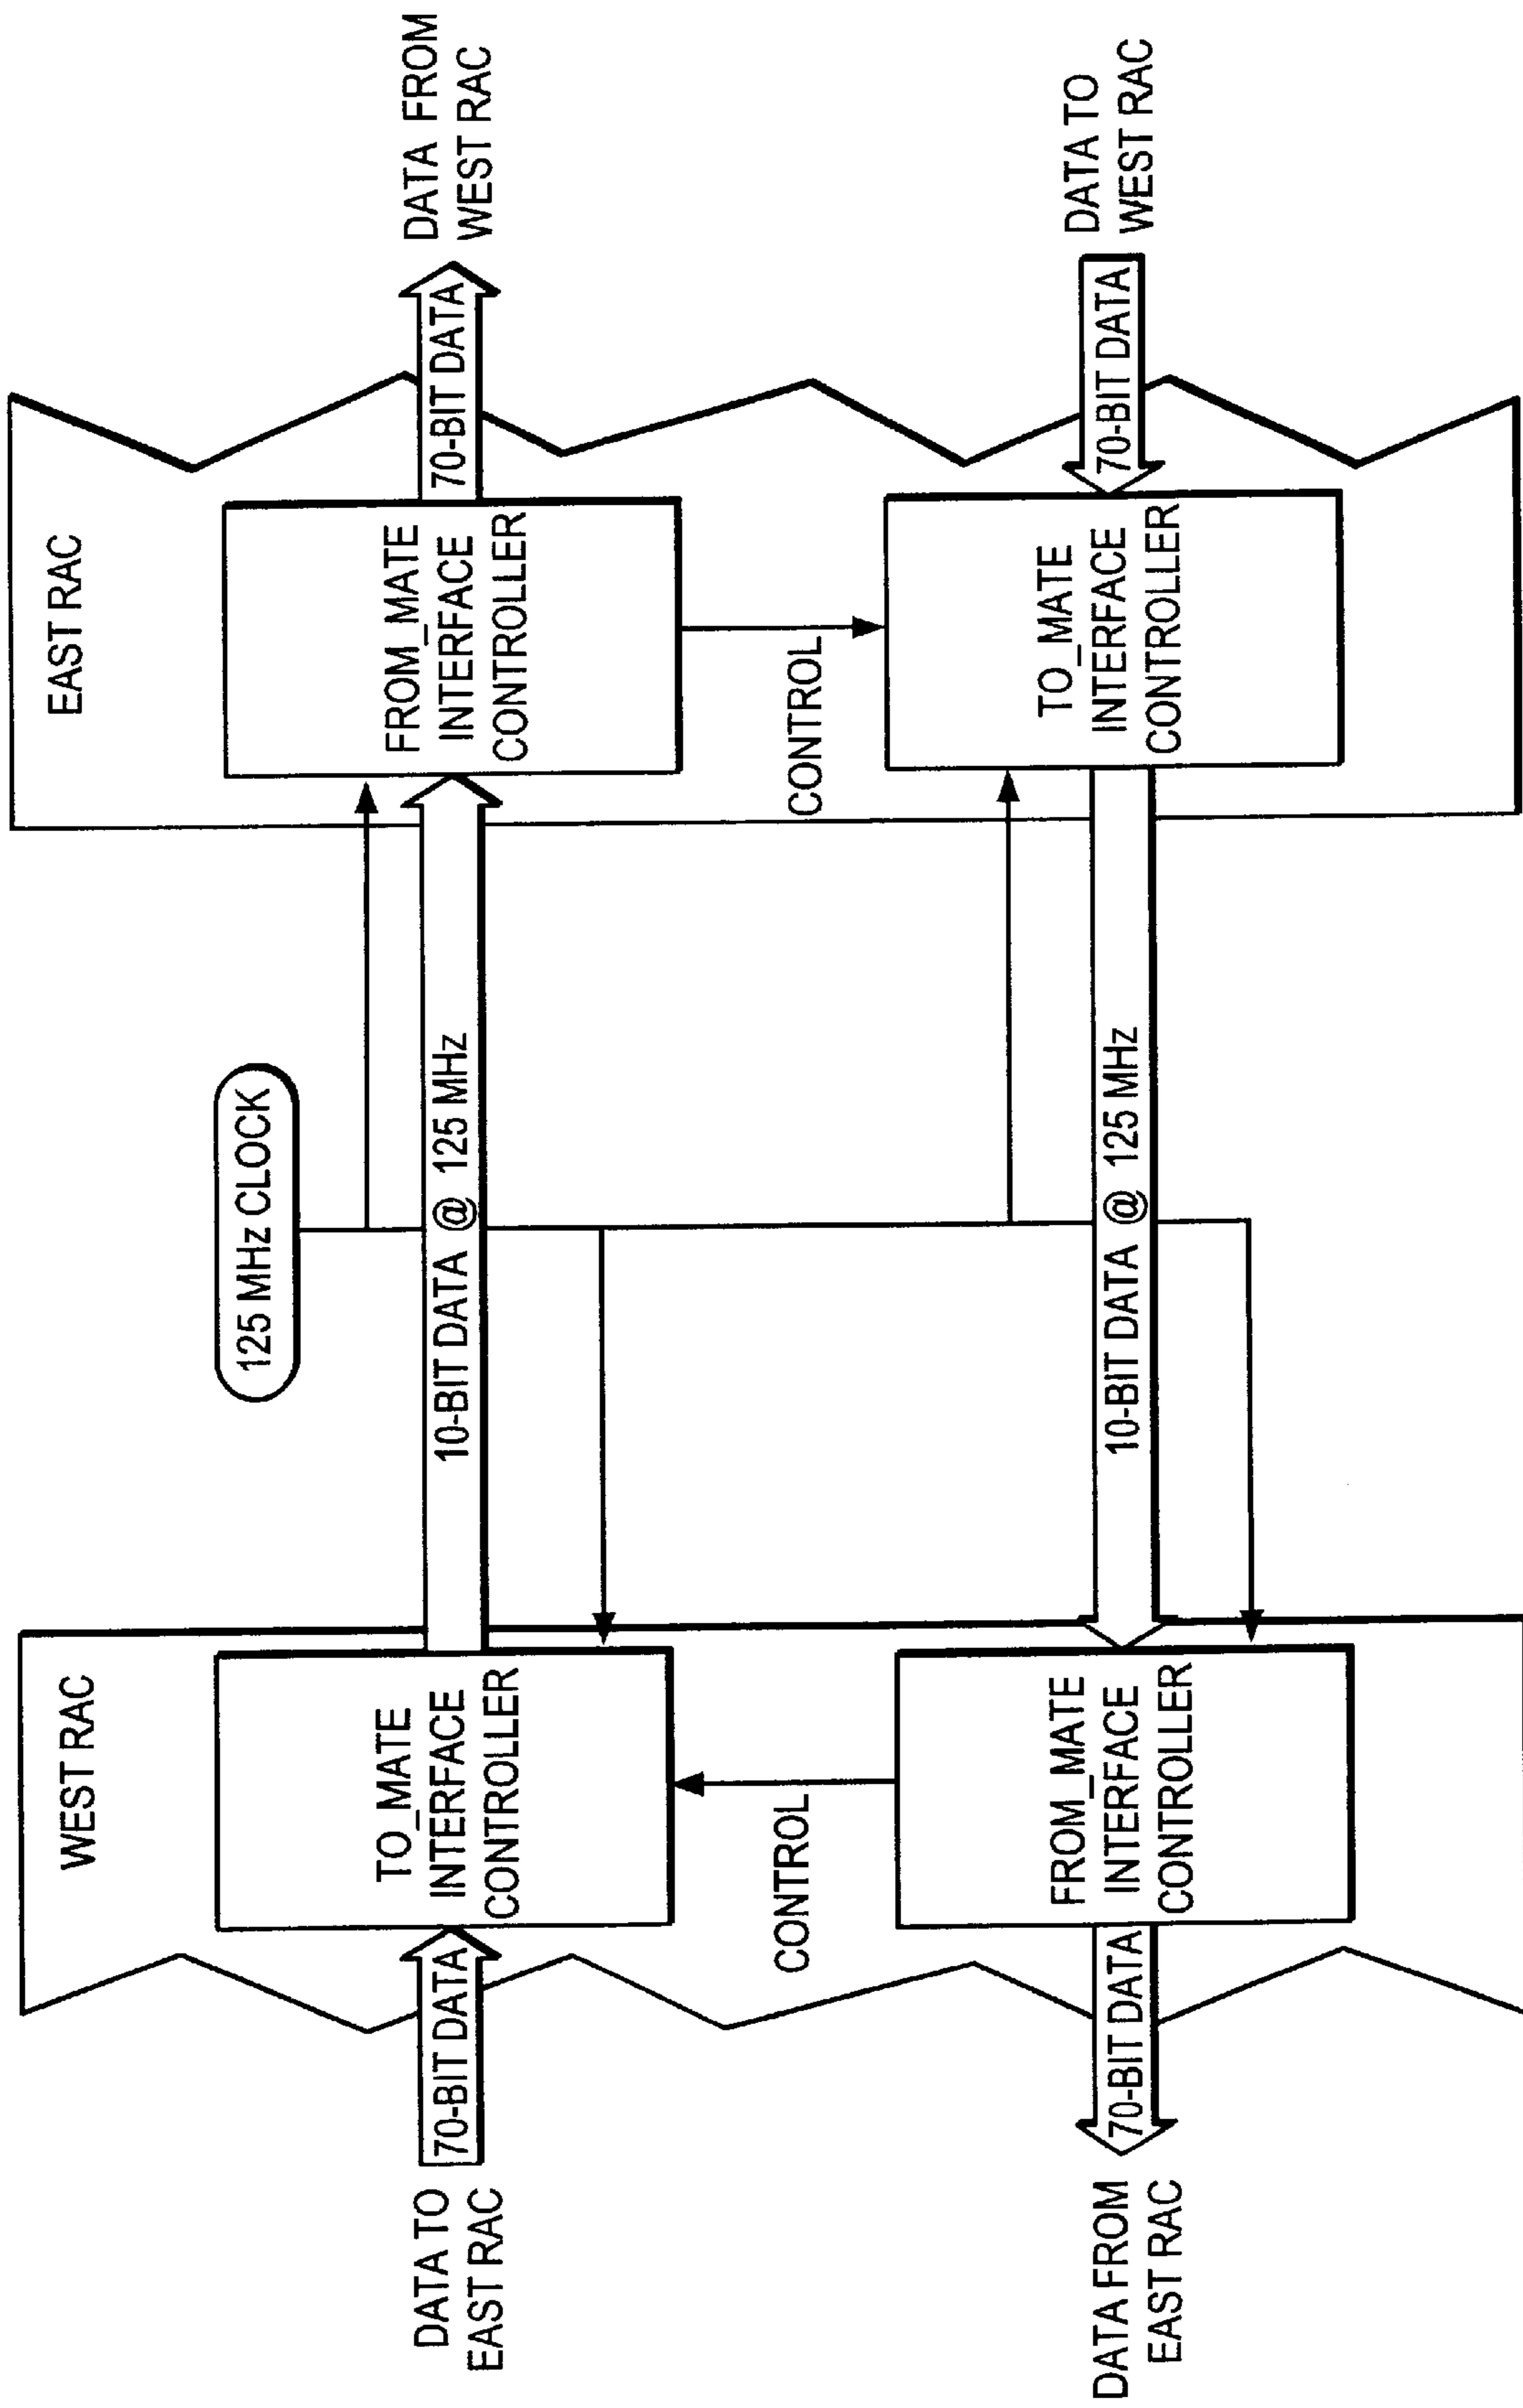 WEST RAC
EAST RAC
125 MHz CLOCK
DATA TO
EAST RAC
70-BIT DATA
TO_MATE
INTERFACE
CONTROLLER
10-BIT DATA @ 125 MHz
FROM_MATE
INTERFACE
CONTROLLER
70-BIT DATA
DATA FROM
WEST RAC
CONTROL
CONTROL
DATA FROM
EAST RAC
70-BIT DATA
FROM_MATE
INTERFACE
CONTROLLER
10-BIT DATA @ 125 MHz
TO_MATE
INTERFACE
CONTROLLER
70-BIT DATA
DATA TO
WEST RAC